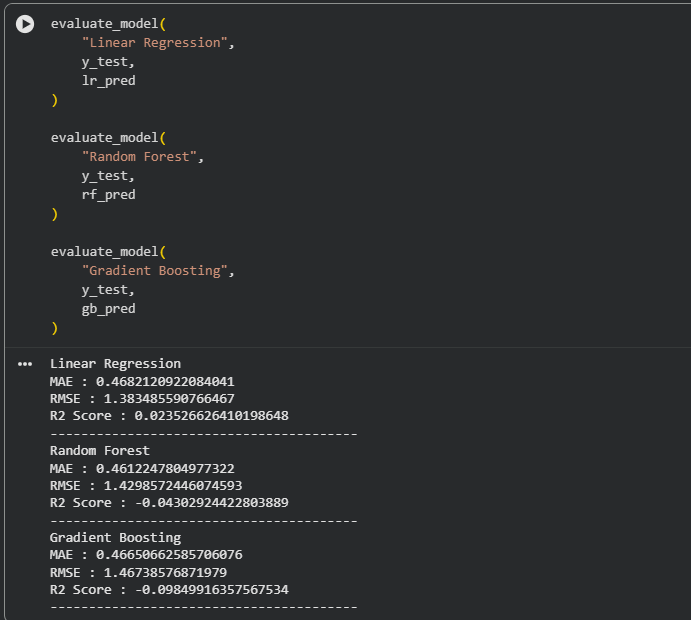 evaluate_model(
"Linear Regression",
y_test,
lr_pred
)
evaluate_model(
"Random Forest",
y_test,
rf_pred
)
evaluate_model(
"Gradient Boosting",
y_test,
gb_pred
)
Linear Regression
MAE : 0.4682120922084041
RMSE : 1.383485590766467
R2 Score : 0.023526626410198648
----------------------------------------
Random Forest
MAE : 0.4612247804977322
RMSE : 1.4298572446074593
R2 Score : -0.04302924422803889
----------------------------------------
Gradient Boosting
MAE : 0.46650662585706076
RMSE : 1.46738576871979
R2 Score : -0.09849916357567534
----------------------------------------